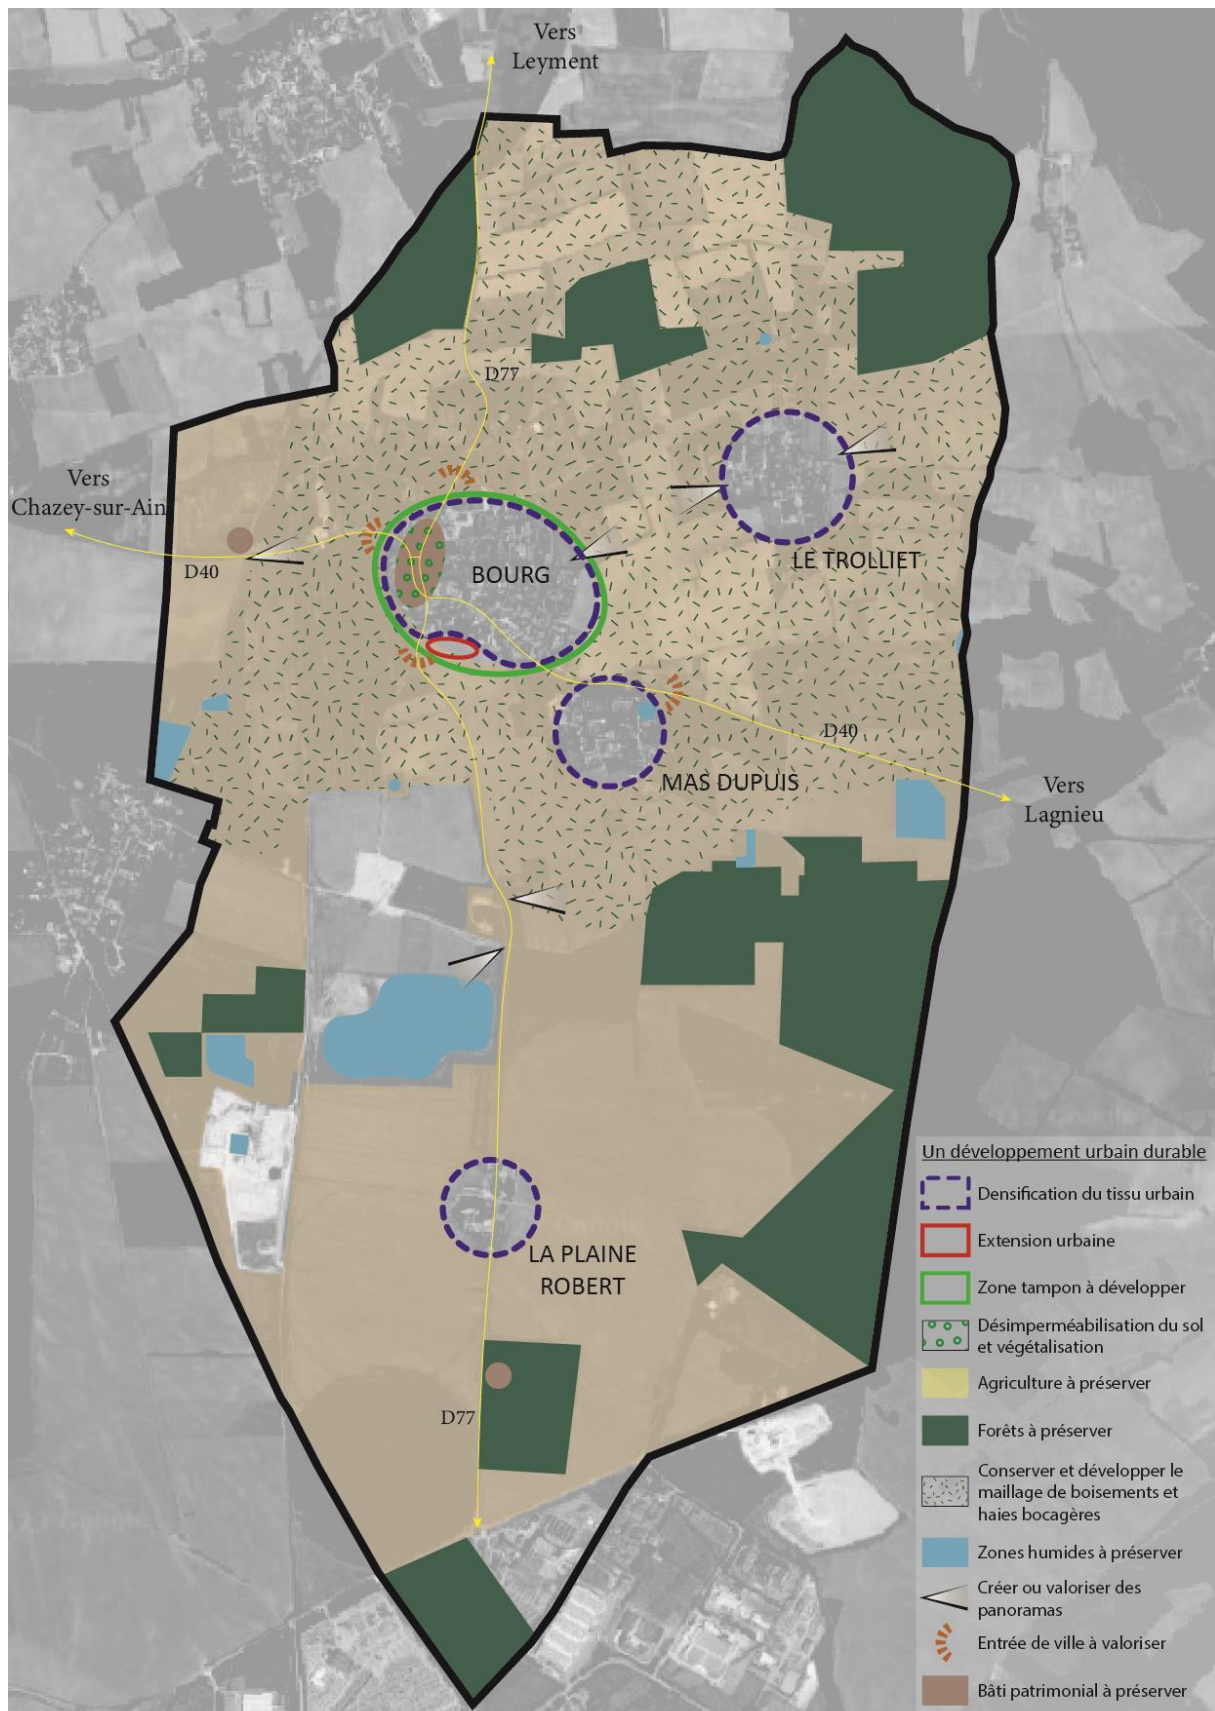 Vers
Leyment
D77
Vers
Chazey-sur-Ain
D40
BOURG
LE TROLLIET
D40
MAS DUPUIS
Vers
Lagnieu
LA PLAINE
ROBERT
D77
Un développement urbain durable
Densification du tissu urbain
Extension urbaine
Zone tampon à développer
Désimperméabilisation du sol
et végétalisation
Agriculture à préserver
Forêts à préserver
Conserver et développer le
maillage de boisements et
haies bocagères
Zones humides à préserver
Créer ou valoriser des
panoramas
Entrée de ville à valoriser
Bâti patrimonial à préserver